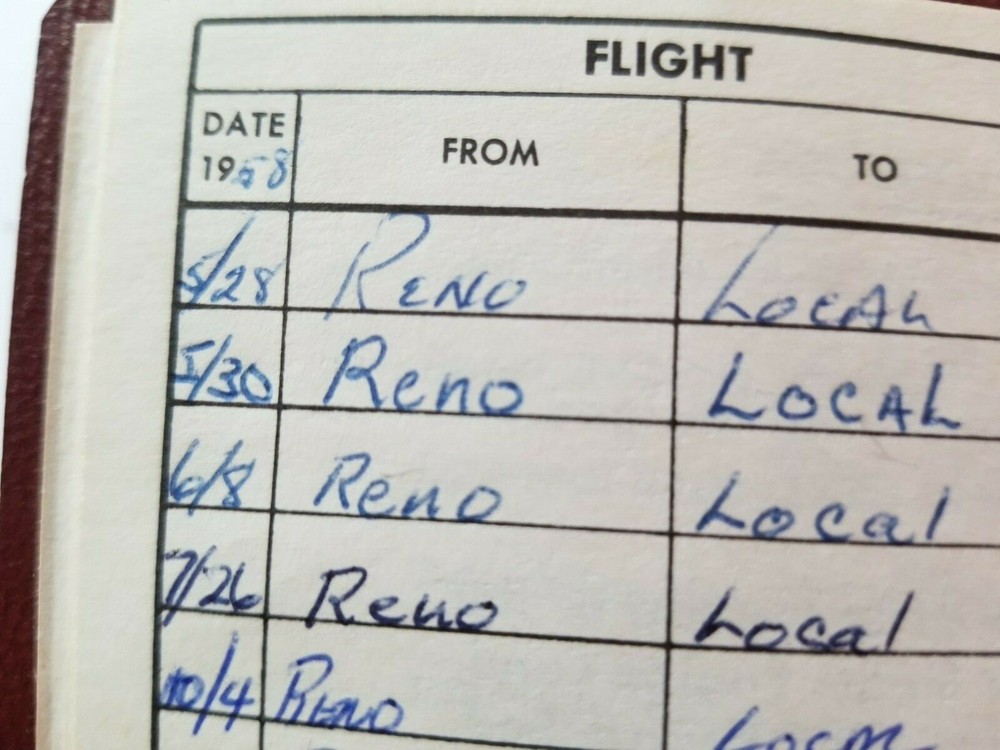 FLIGHT
DATE 1958 FROM TO
5/28 RENO LOCAL
5/30 Reno LOCAL
6/8 Reno Local
7/26 Reno Local
10/4 RENO